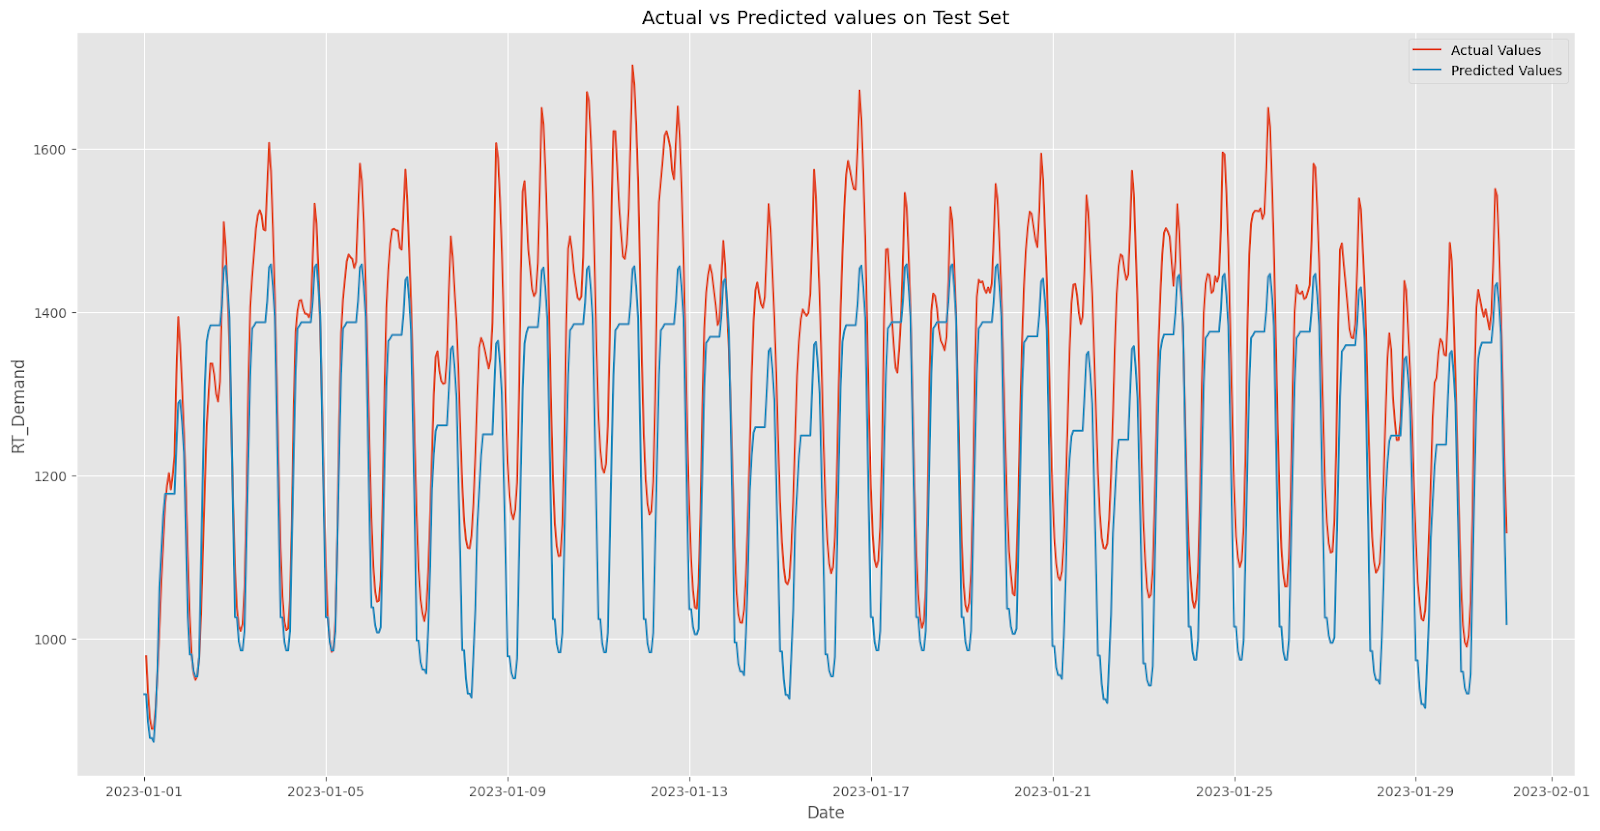 Actual vs Predicted values on Test Set
Actual Values
Predicted Values
RT_Demand
1600
1400
1200
1000
2023-01-01 2023-01-05 2023-01-09 2023-01-13 2023-01-17 2023-01-21 2023-01-25 2023-01-29 2023-02-01
Date